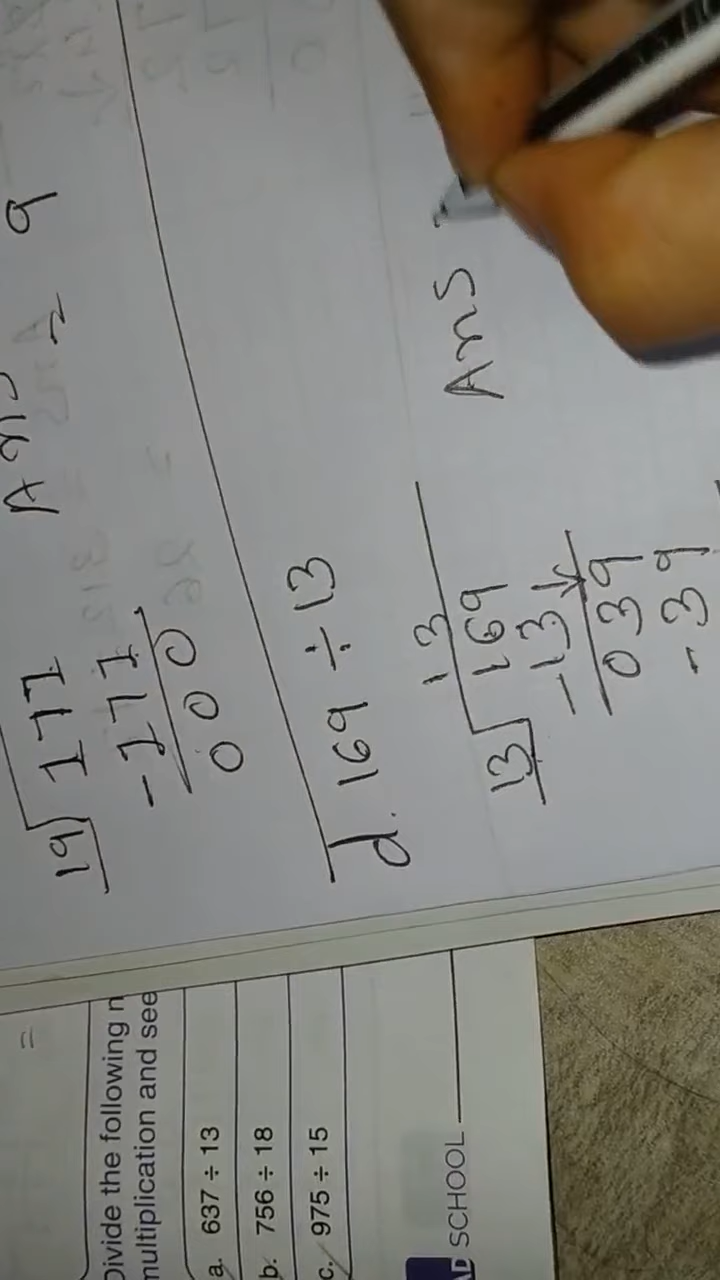 Ans = 9
19) 171
-171
000
d. 169 ÷ 13
13
13) 169
-13↓
039
-39
Ans
=
Divide the following n
multiplication and see
a. 637 ÷ 13
b. 756 ÷ 18
c. 975 ÷ 15
SCHOOL